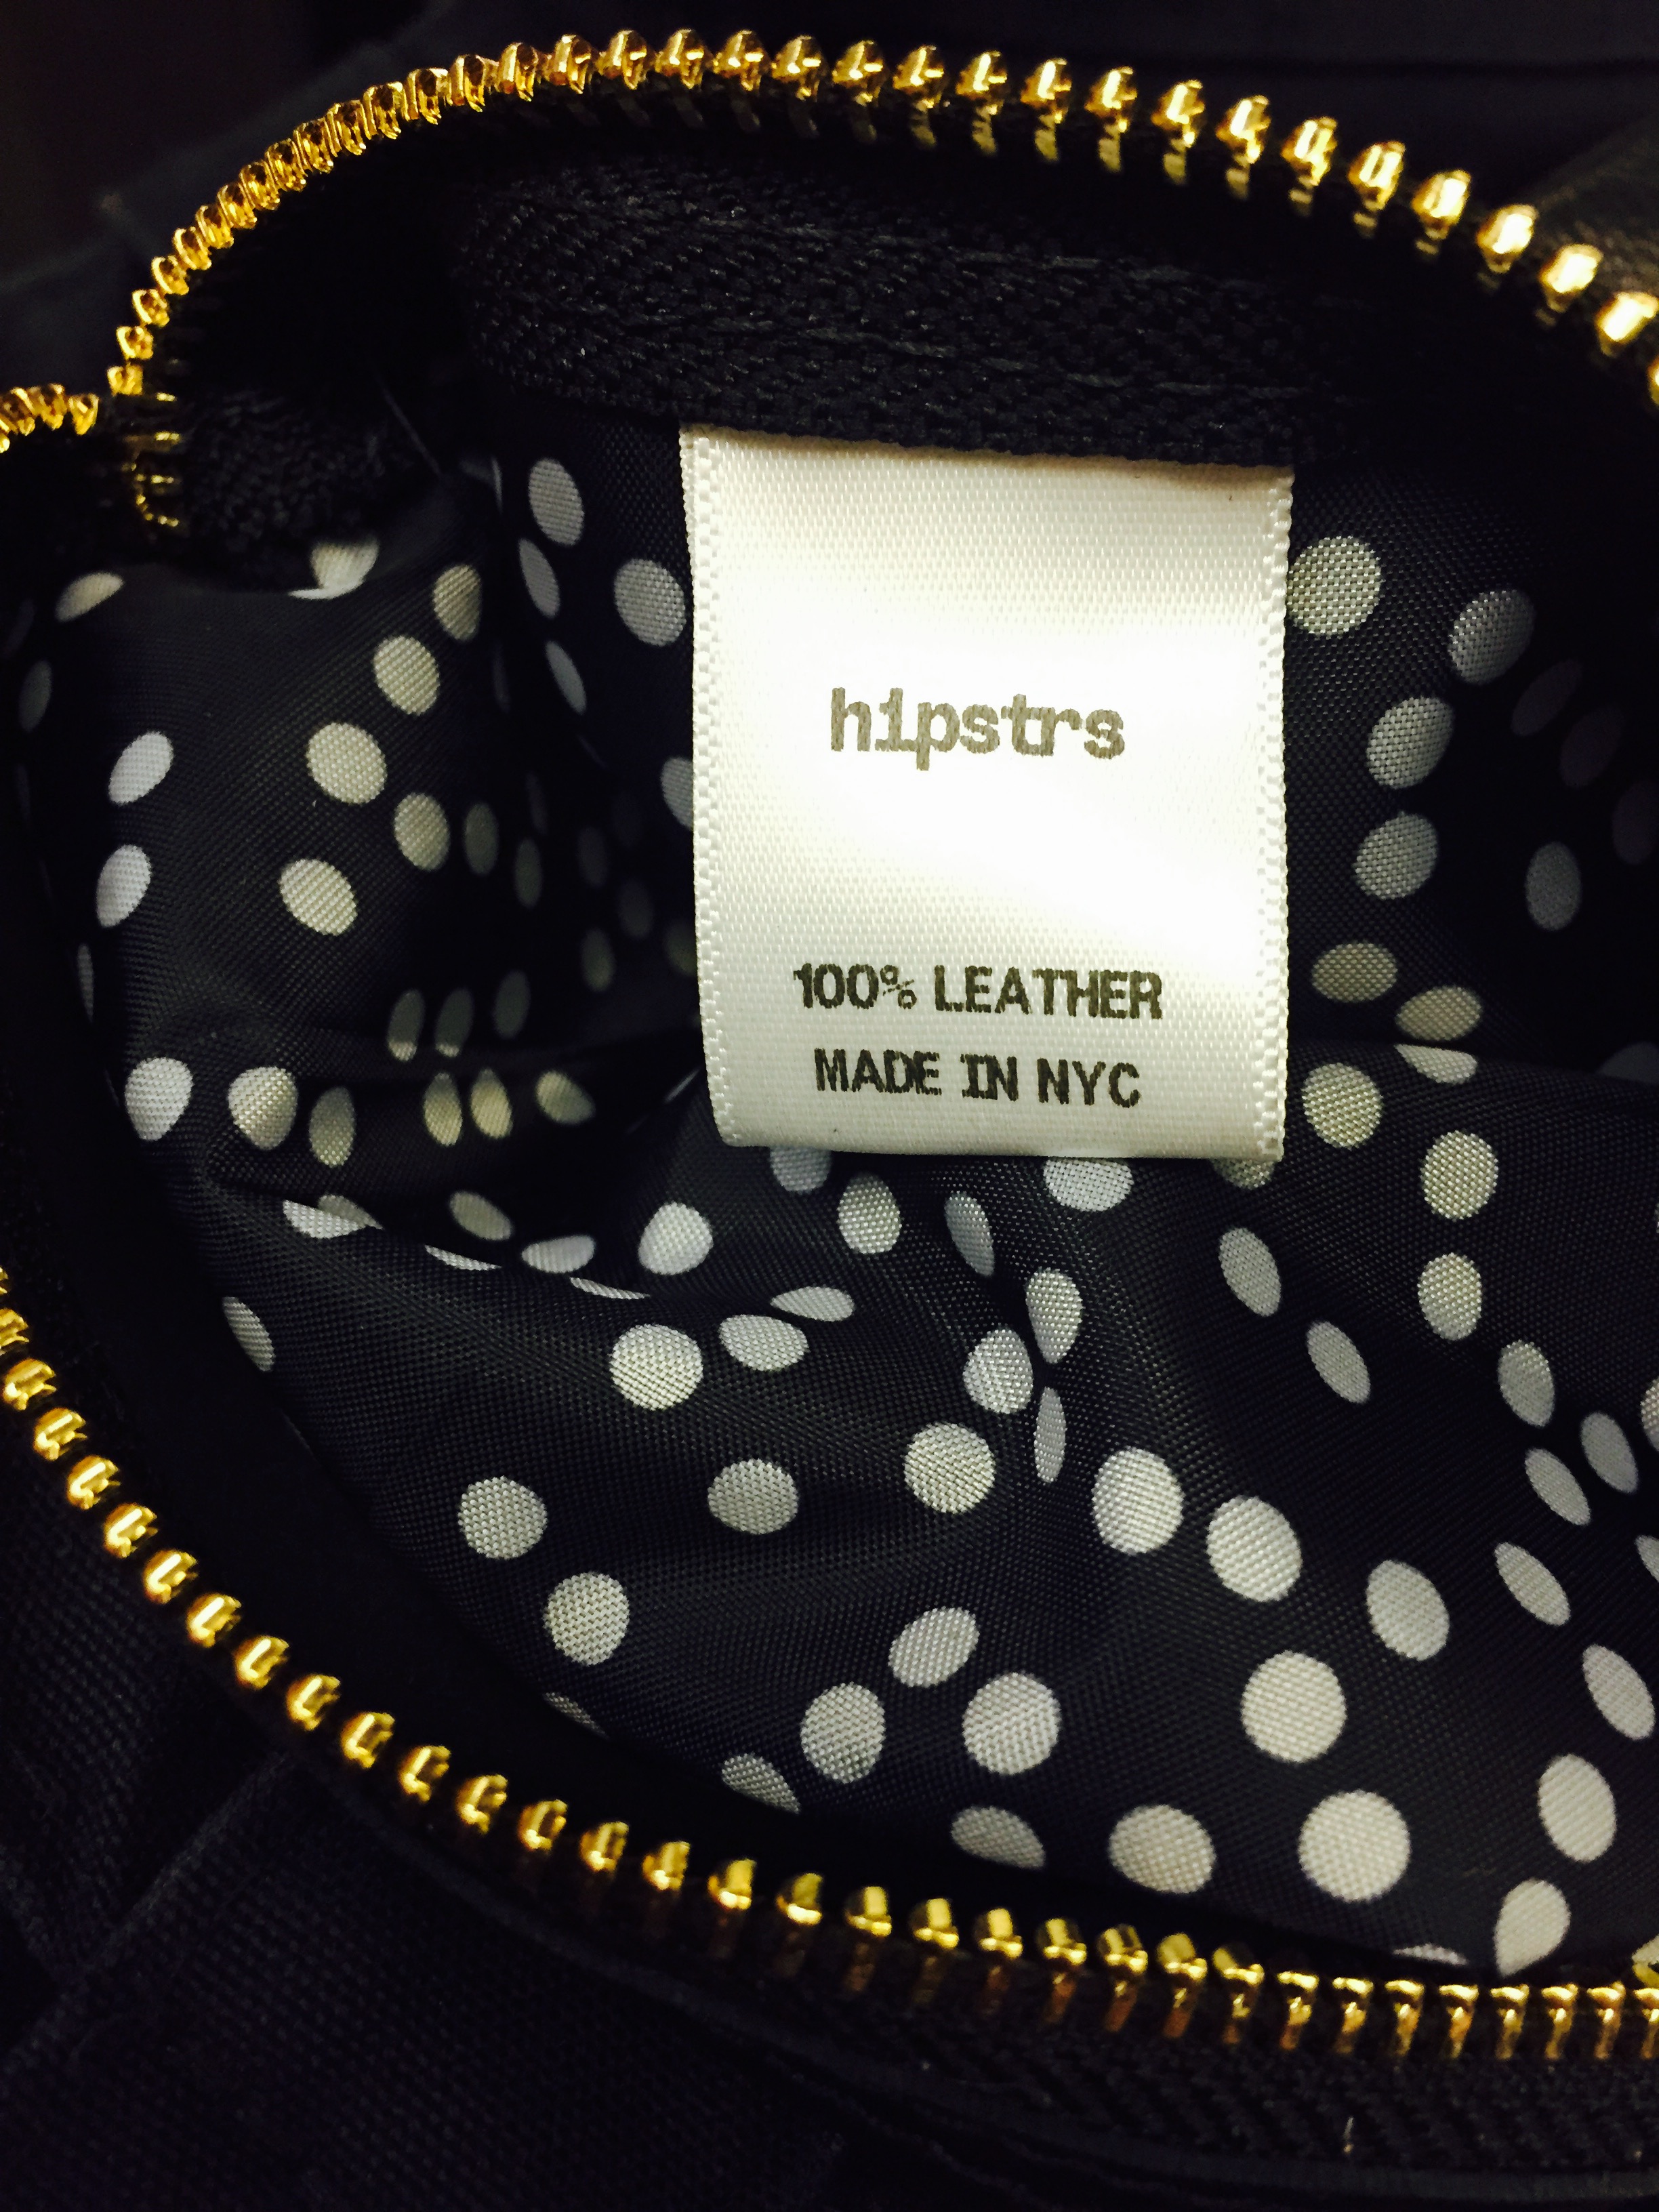 hipstrs
100% LEATHER
MADE IN NYC